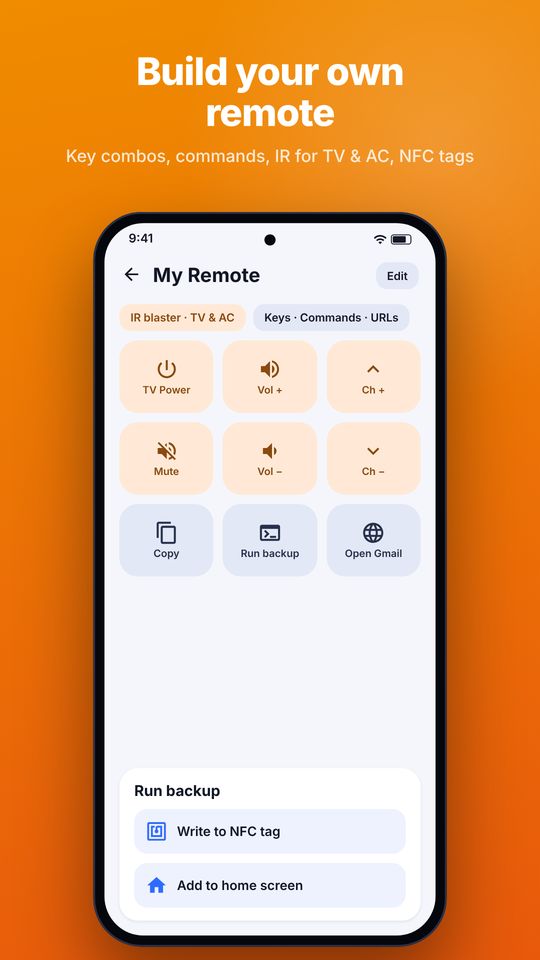 Build your own
remote
Key combos, commands, IR for TV & AC, NFC tags
9:41
My Remote
Edit
IR blaster · TV & AC
Keys · Commands · URLs
TV Power
Vol +
Ch +
Mute
Vol −
Ch −
Copy
Run backup
Open Gmail
Run backup
Write to NFC tag
Add to home screen